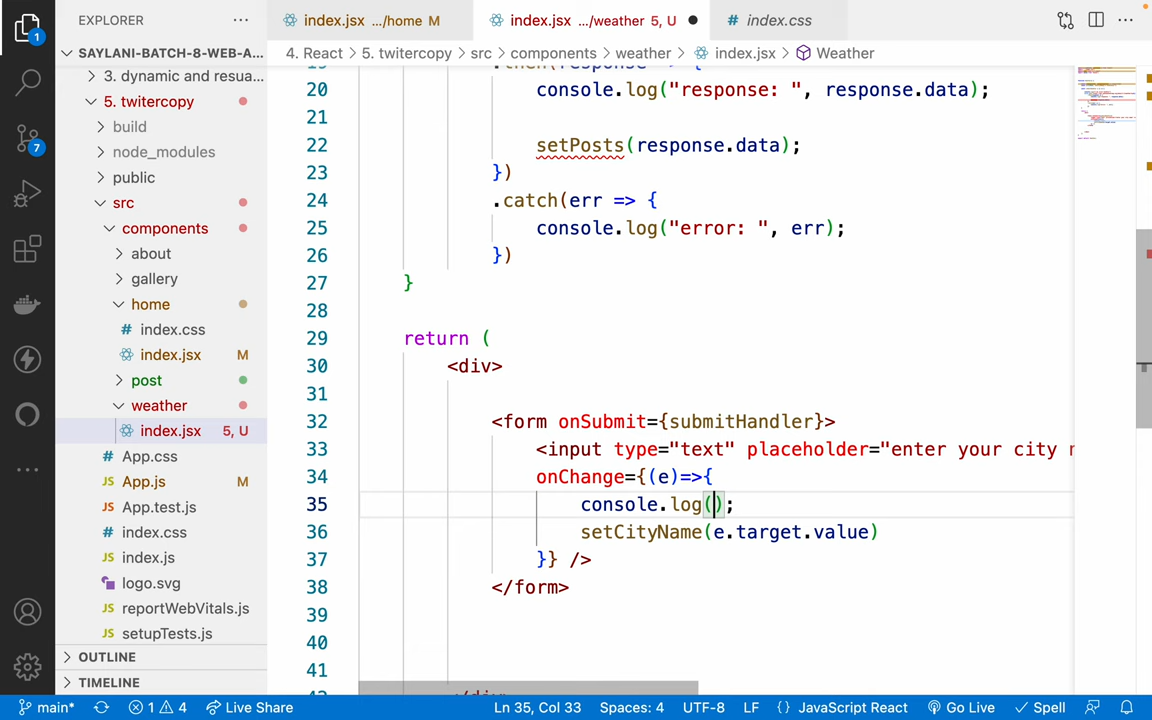 EXPLORER
index.jsx .../home M
index.jsx .../weather 5, U
index.css
SAYLANI-BATCH-8-WEB-A...
4. React > 5. twitercopy > src > components > weather > index.jsx > Weather
3. dynamic and resua...
5. twitercopy
build
node_modules
public
src
components
about
gallery
home
index.css
index.jsx M
post
weather
index.jsx 5, U
App.css
App.js M
App.test.js
index.css
index.js
logo.svg
reportWebVitals.js
setupTests.js
OUTLINE
TIMELINE
19 .then(response => {
20 console.log("response: ", response.data);
21
22 setPosts(response.data);
23 })
24 .catch(err => {
25 console.log("error: ", err);
26 })
27 }
28
29 return (
30 <div>
31
32 <form onSubmit={submitHandler}>
33 <input type="text" placeholder="enter your city n
34 onChange={(e)=>{
35 console.log();
36 setCityName(e.target.value)
37 }} />
38 </form>
39
40
41
42 </div>
1
7
main* 1 4 Live Share Ln 35, Col 33 Spaces: 4 UTF-8 LF {} JavaScript React Go Live Spell